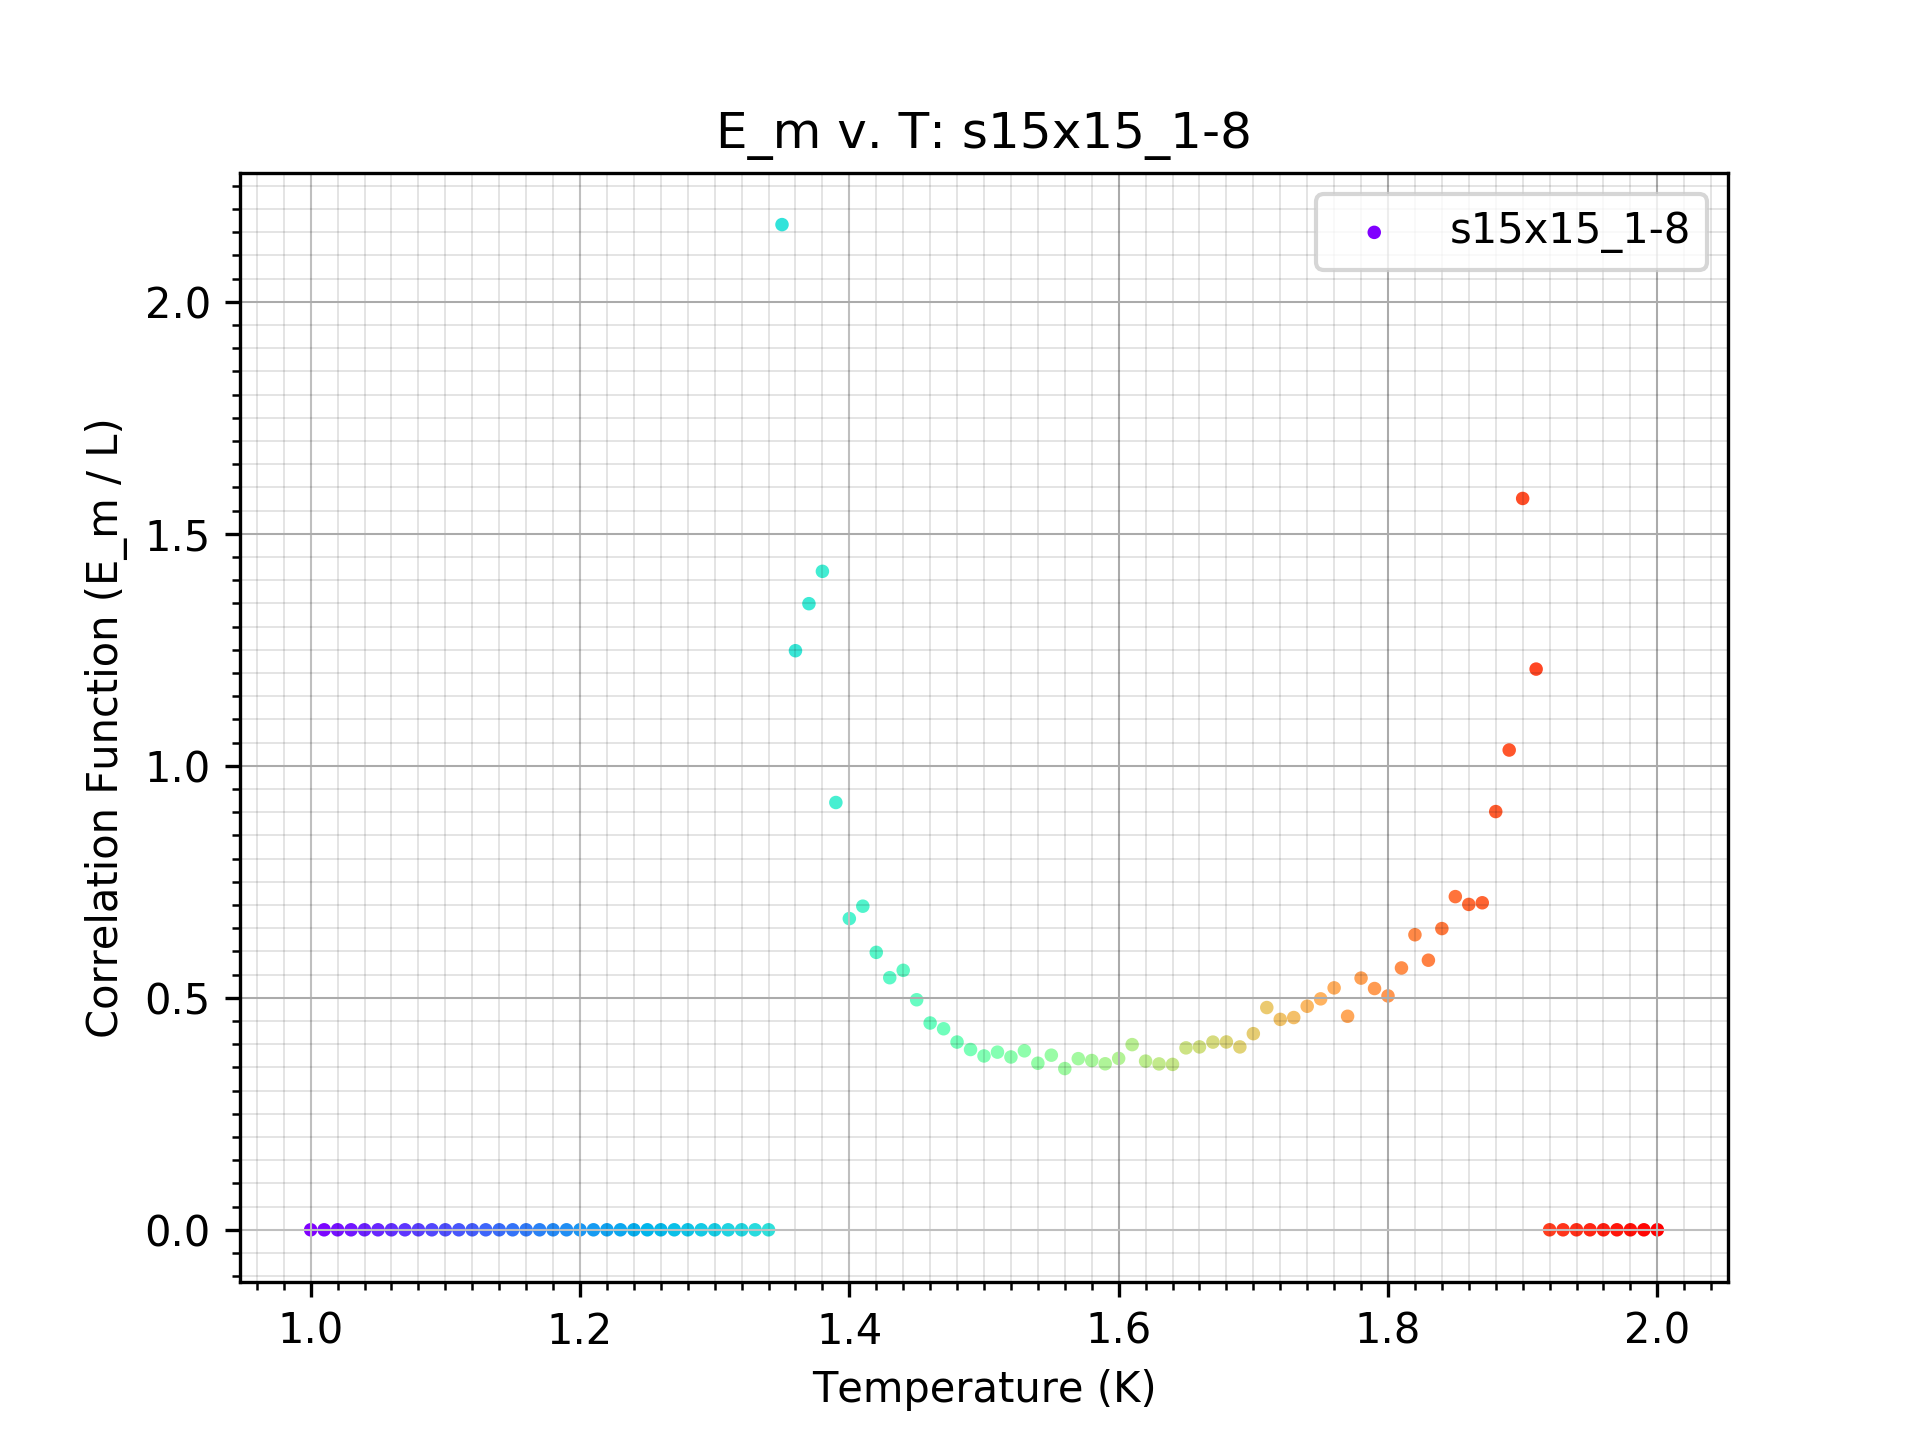 E_m v. T: s15x15_1-8
s15x15_1-8
Correlation Function (E_m / L)
2.0
1.5
1.0
0.5
0.0
1.0 1.2 1.4 1.6 1.8 2.0
Temperature (K)